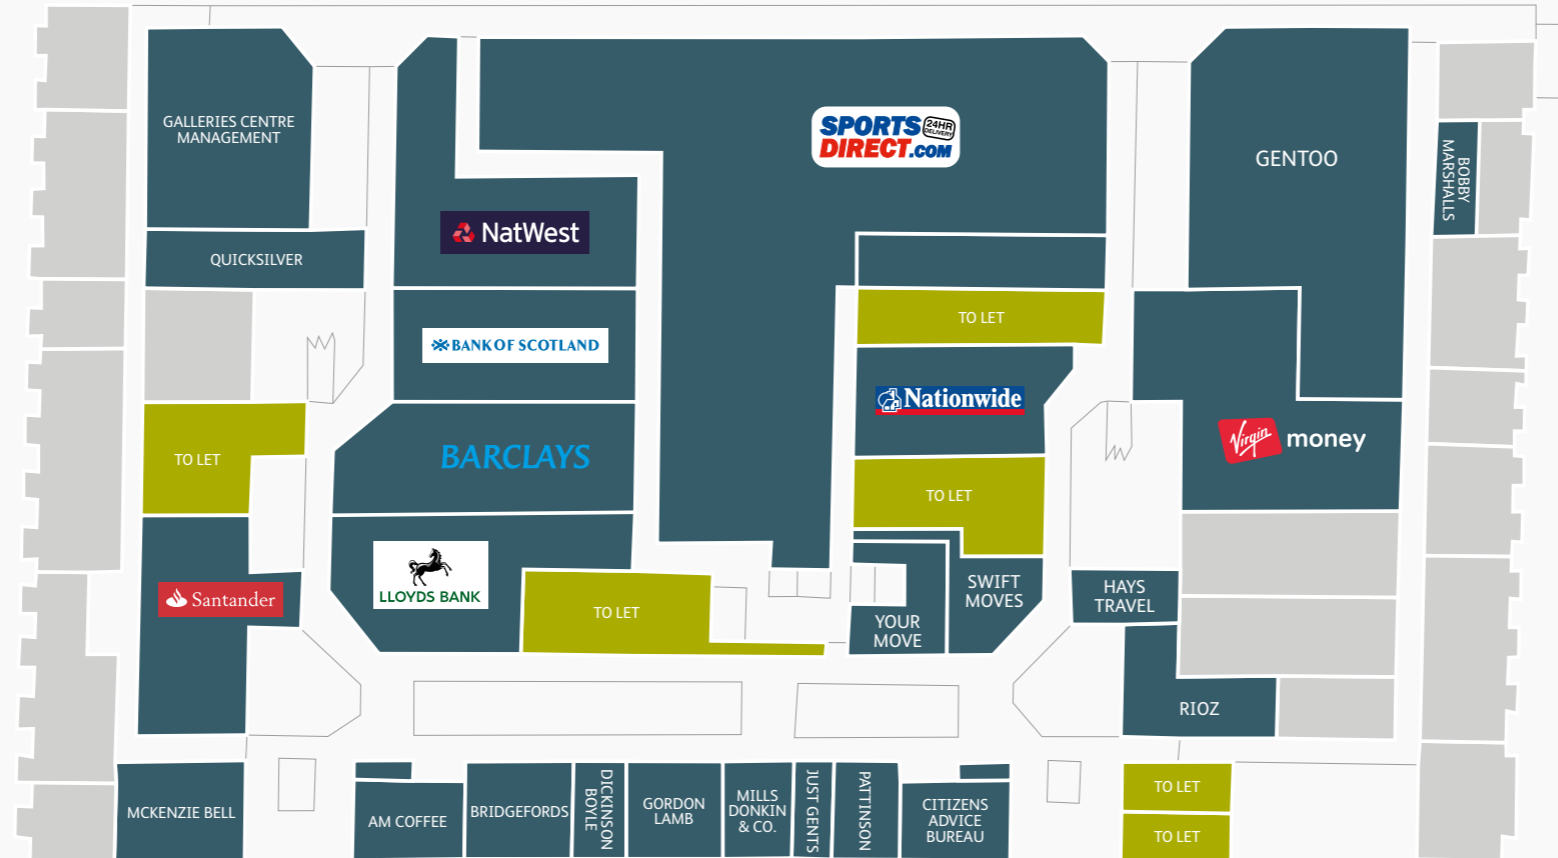 GALLERIES CENTRE
MANAGEMENT
SPORTS
DIRECT.COM
24HR
DELIVERY
GENTOO
BOBBY
MARSHALLS
QUICKSILVER
NatWest
TO LET
BANK OF SCOTLAND
Nationwide
BARCLAYS
Virgin money
TO LET
TO LET
Santander
LLOYDS BANK
TO LET
SWIFT
MOVES
HAYS
TRAVEL
YOUR
MOVE
RIOZ
MCKENZIE BELL
AM COFFEE
BRIDGEFORDS
DICKINSON
BOYLE
GORDON
LAMB
MILLS
DONKIN
& CO.
JUST GENTS
PATTINSON
CITIZENS
ADVICE
BUREAU
TO LET
TO LET